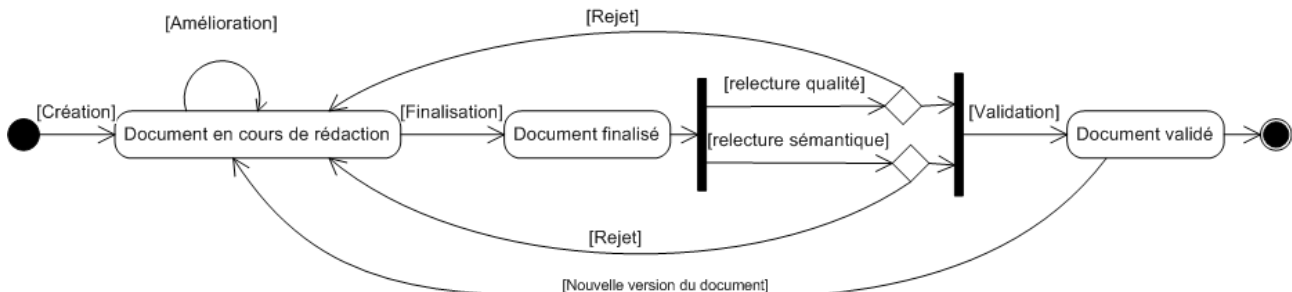 [Rejet]
[Amélioration]
[relecture qualité]
[Création]
[Finalisation]
[Validation]
Document en cours de rédaction
Document finalisé
Document validé
[relecture sémantique]
[Rejet]
[Nouvelle version du document]